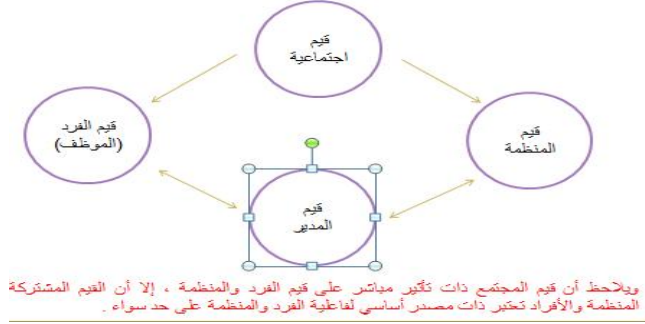 قيم
اجتماعية
قيم الفرد
(الموظف)
قيم
المنظمة
قيم
المدير
ويلاحظ أن قيم المجتمع ذات تأثير مباشر على قيم الفرد والمنظمة ، إلا أن القيم المشتركة
المنظمة والأفراد تعتبر ذات مصدر أساسي لفاعلية الفرد والمنظمة على حد سواء .